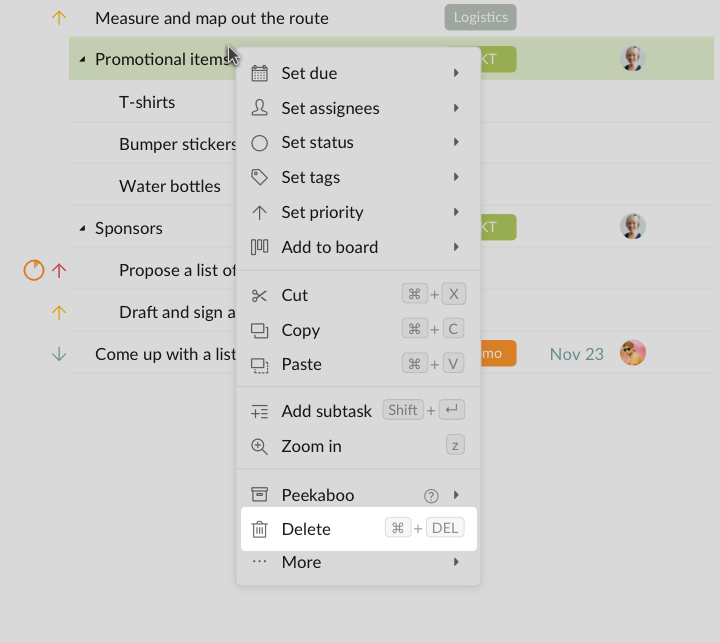 Measure and map out the route Logistics
Promotional items KT
Set due
T-shirts
Set assignees
Bumper stickers
Set status
Set tags
Water bottles
Set priority
Sponsors KT
Add to board
Propose a list of
Cut ⌘ + X
Draft and sign a
Copy ⌘ + C
Come up with a list mo Nov 23
Paste ⌘ + V
Add subtask Shift + ↵
Zoom in z
Peekaboo ?
Delete ⌘ + DEL
... More